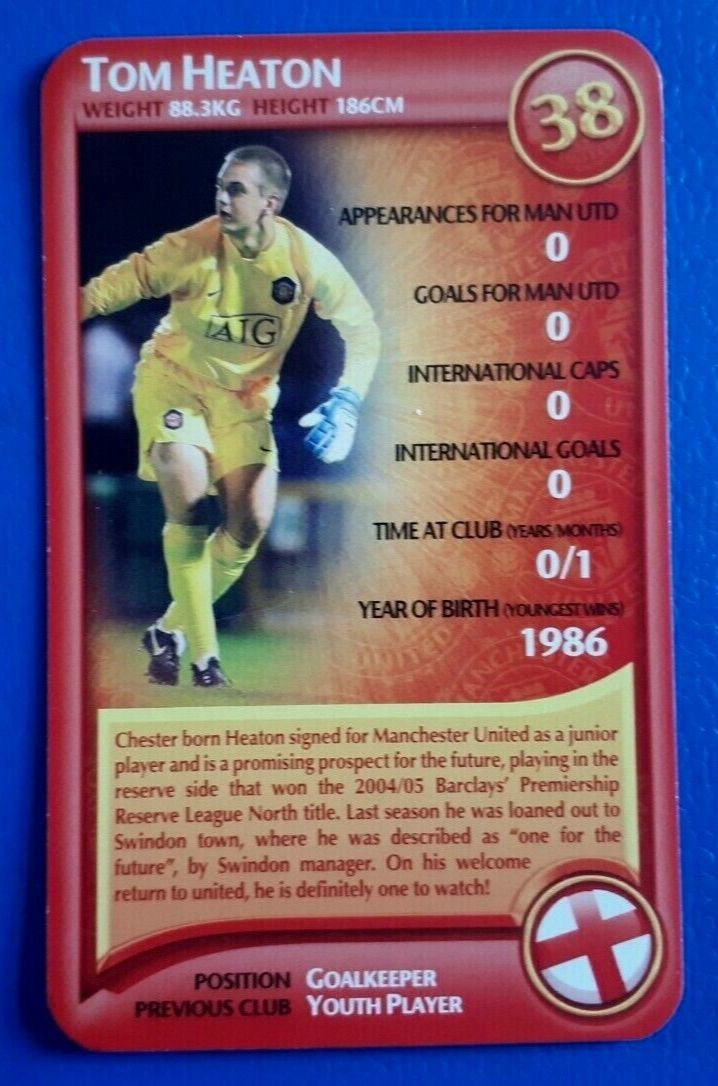 TOM HEATON
WEIGHT 88.3KG HEIGHT 186CM
38
APPEARANCES FOR MAN UTD
0
GOALS FOR MAN UTD
0
AIG
INTERNATIONAL CAPS
0
INTERNATIONAL GOALS
0
TIME AT CLUB (YEARS/MONTHS)
0/1
YEAR OF BIRTH (YOUNGEST WINS)
1986
Chester born Heaton signed for Manchester United as a junior
player and is a promising prospect for the future, playing in the
reserve side that won the 2004/05 Barclays' Premiership
Reserve League North title. Last season he was loaned out to
Swindon town, where he was described as "one for the
future", by Swindon manager. On his welcome
return to united, he is definitely one to watch!
POSITION GOALKEEPER
PREVIOUS CLUB YOUTH PLAYER